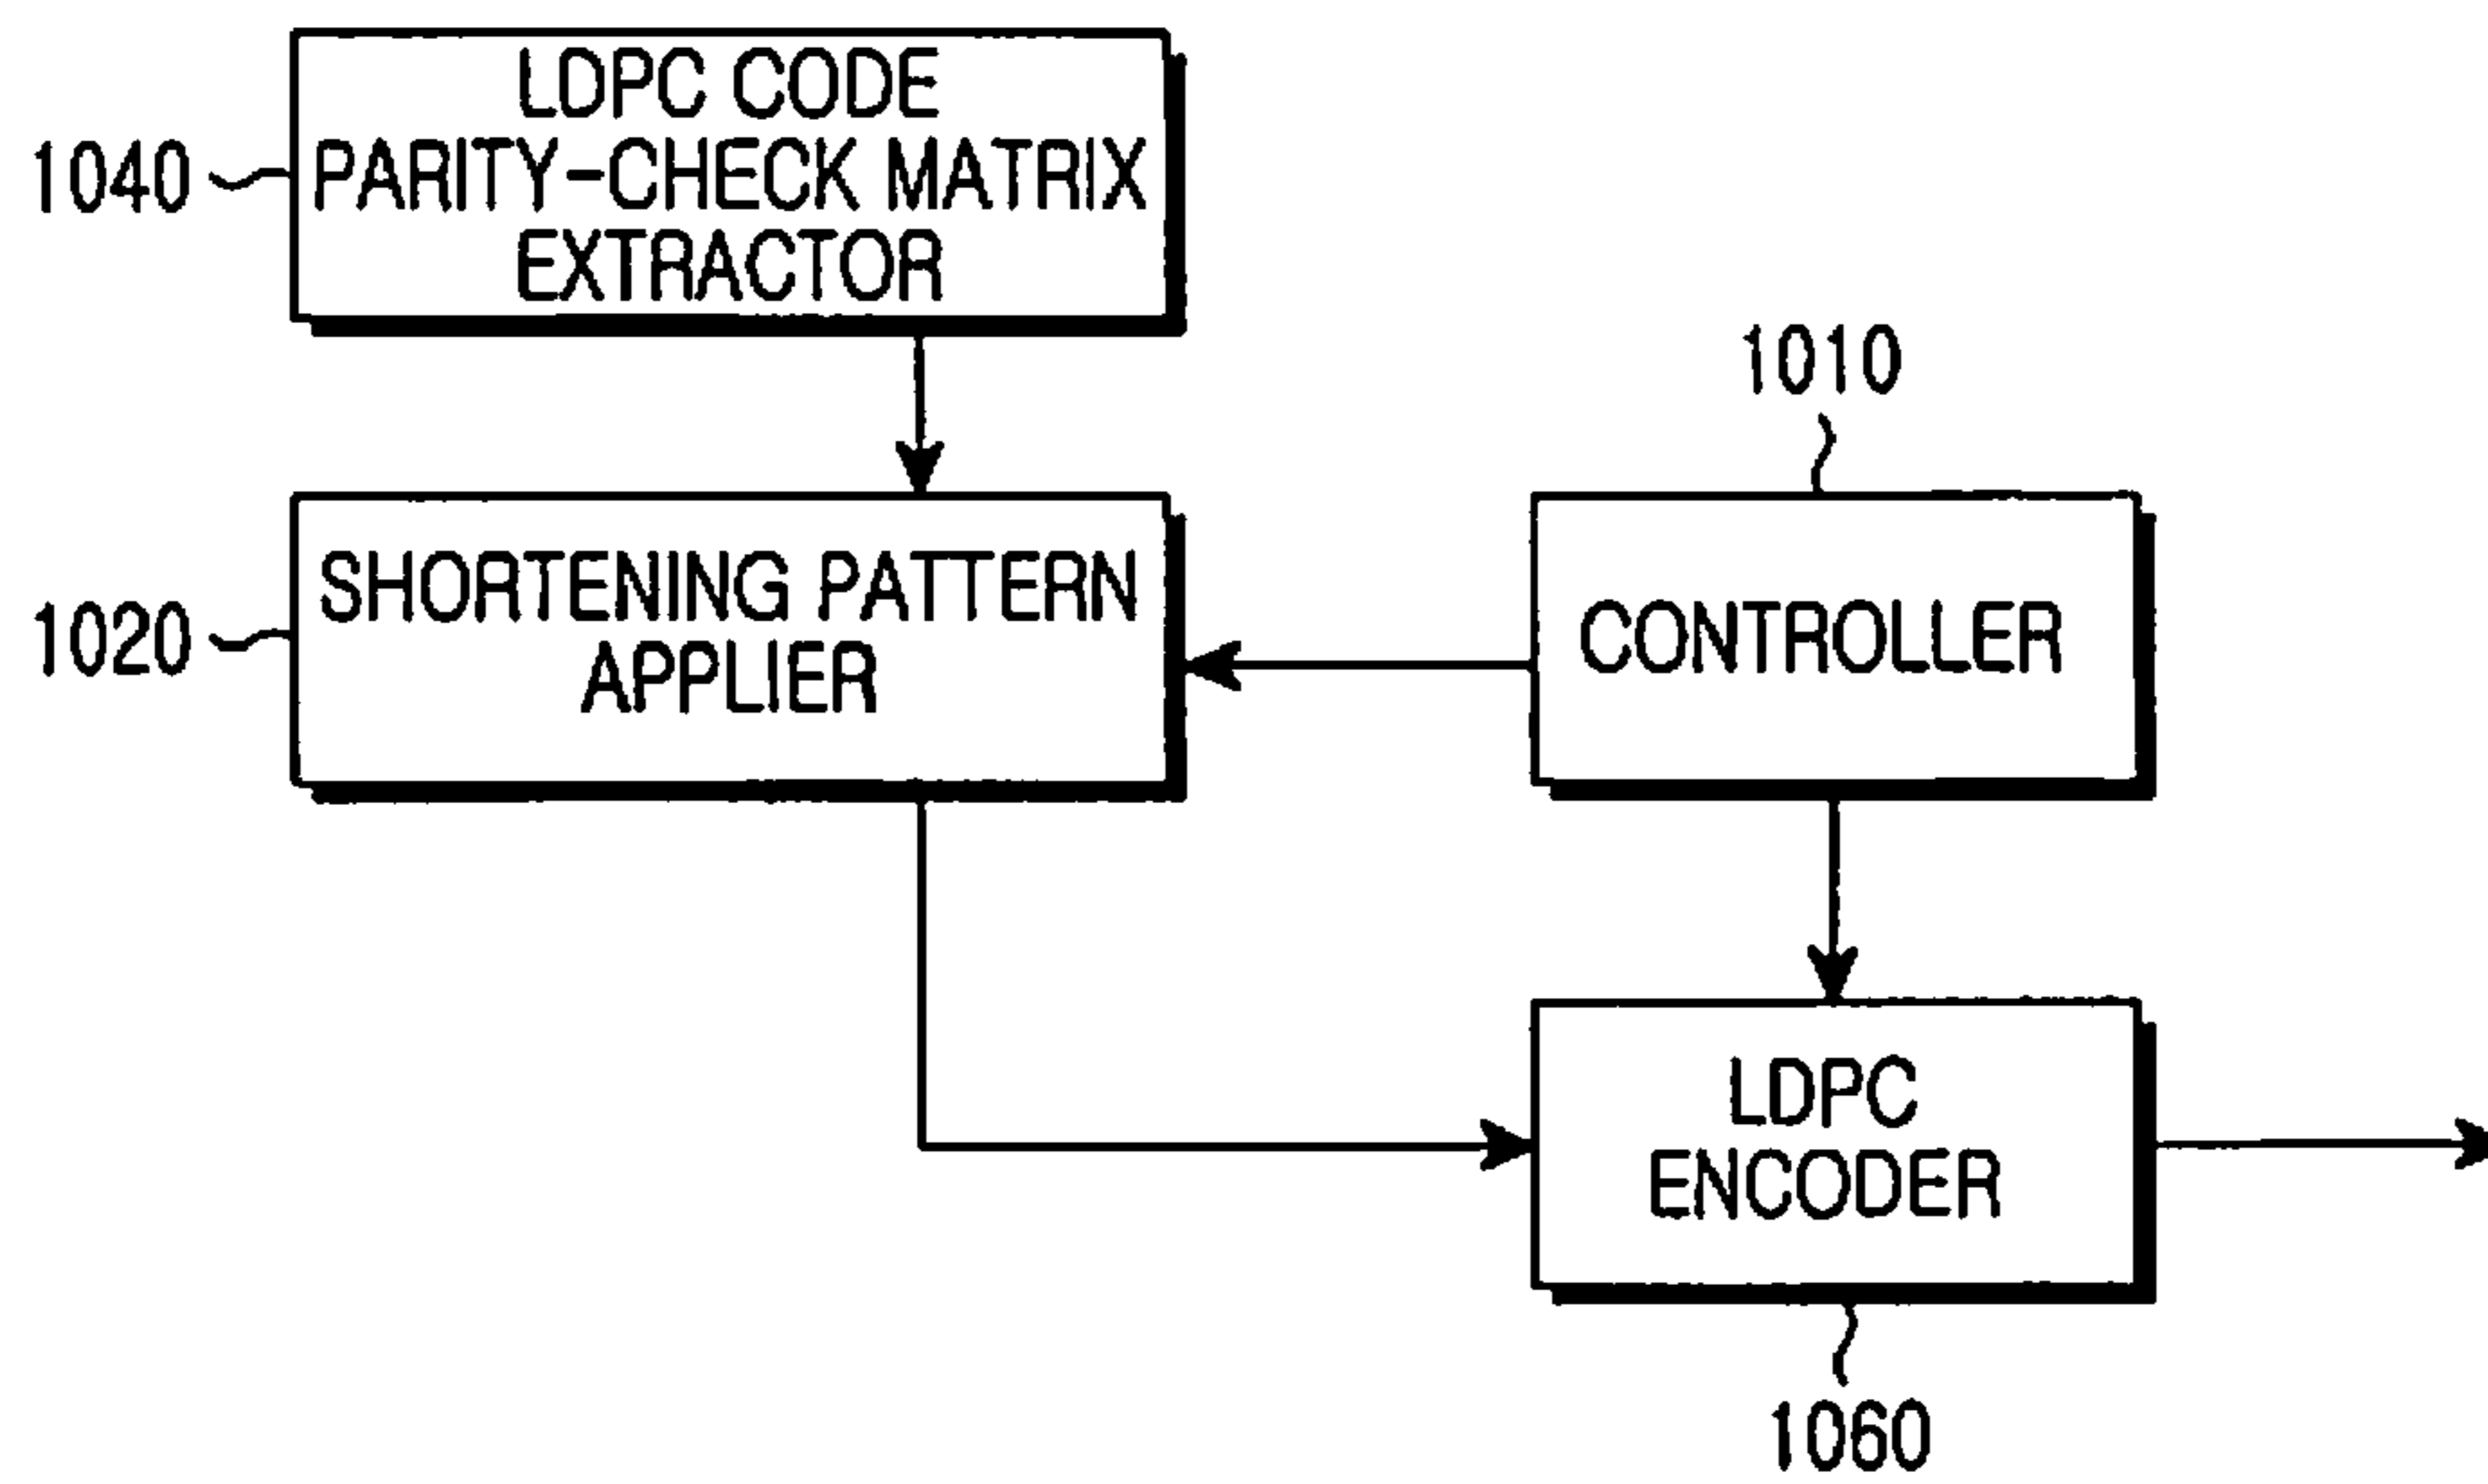 LDPC CODE
PARITY-CHECK MATRIX
EXTRACTOR
1040
1010
SHORTENING PATTERN
APPLIER
1020
CONTROLLER
LDPC
ENCODER
1060